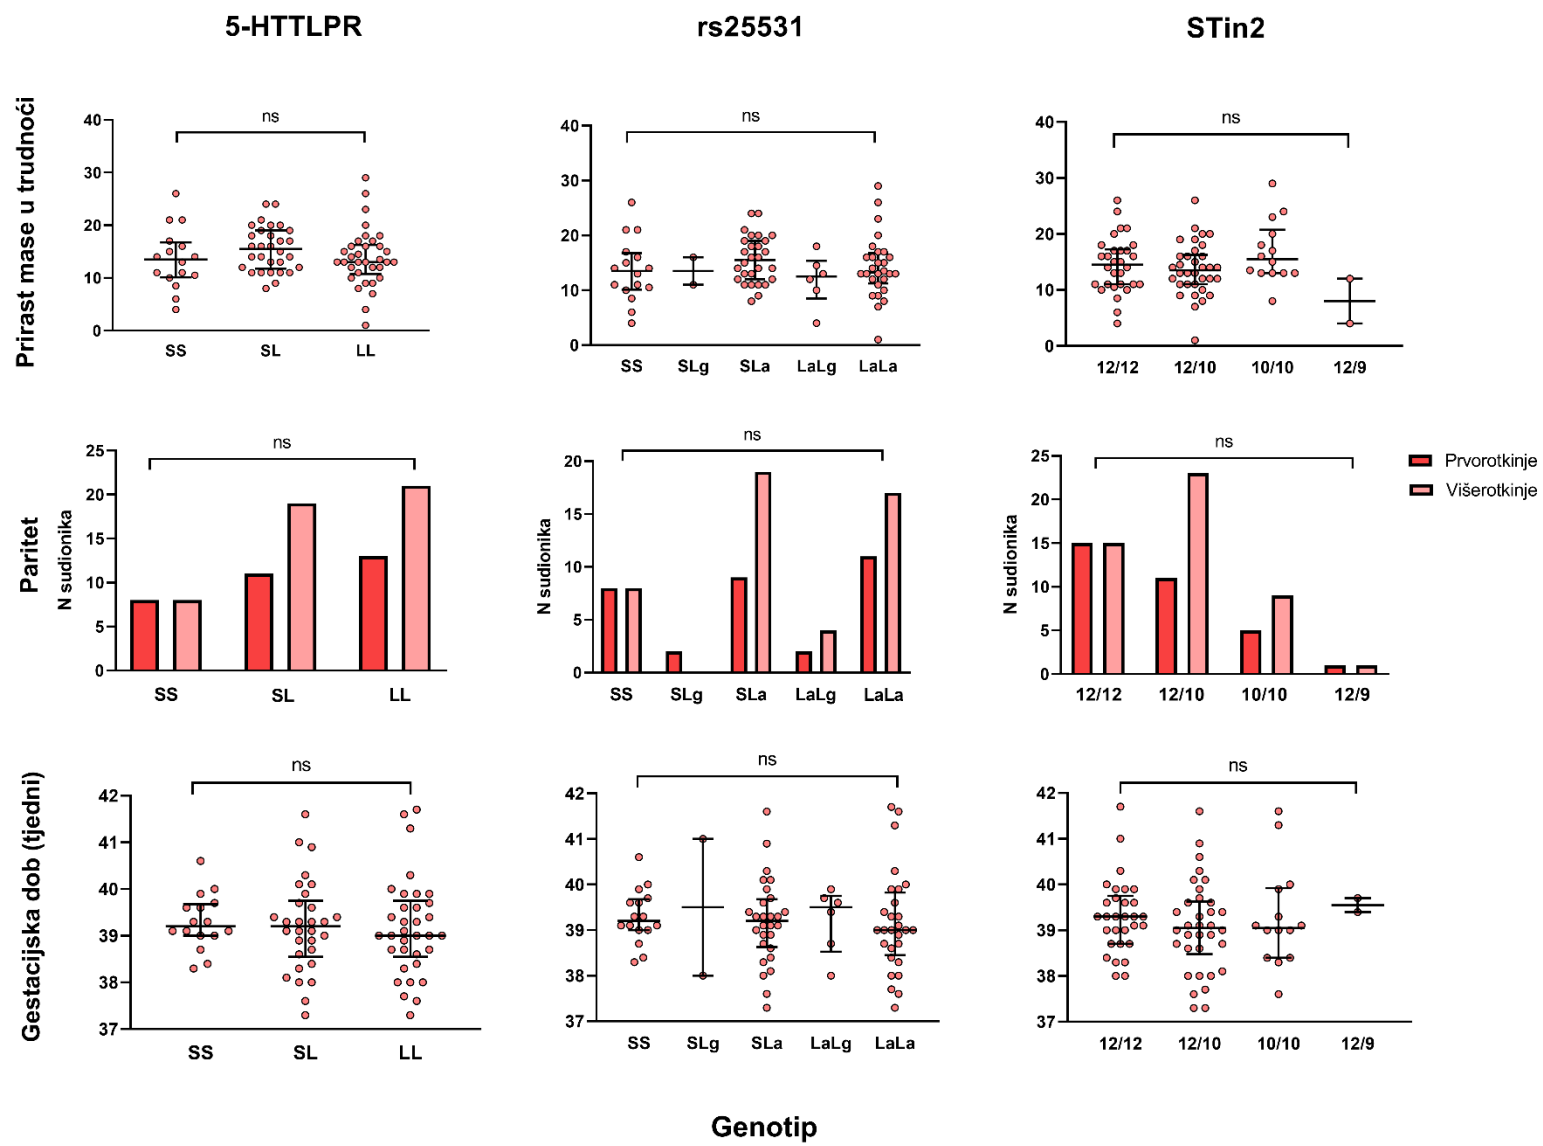 5-HTTLPR
rs25531
STin2
Prirast mase u trudnoći
40
30
20
10
0
ns
SS SL LL
40
30
20
10
0
ns
SS SLg SLa LaLg LaLa
40
30
20
10
0
ns
12/12 12/10 10/10 12/9
Paritet
N sudionika
25
20
15
10
5
0
ns
SS SL LL
N sudionika
20
15
10
5
0
ns
SS SLg SLa LaLg LaLa
N sudionika
25
20
15
10
5
0
ns
12/12 12/10 10/10 12/9
Prvorotkinje
Višerotkinje
Gestacijska dob (tjedni)
42
41
40
39
38
37
ns
SS SL LL
42
41
40
39
38
37
ns
SS SLg SLa LaLg LaLa
42
41
40
39
38
37
ns
12/12 12/10 10/10 12/9
Genotip